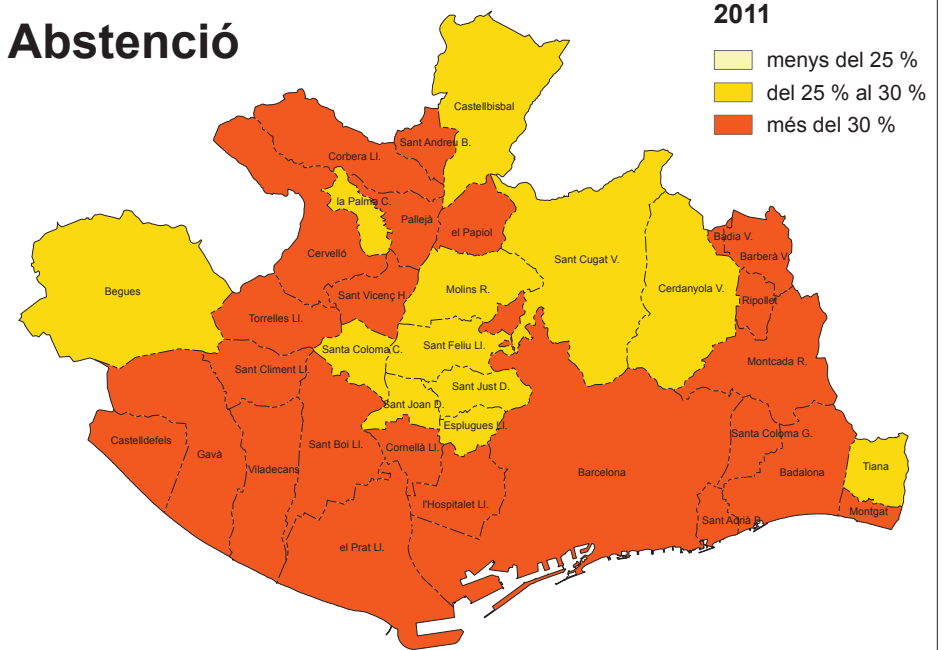 Abstenció
2011
menys del 25 %
del 25 % al 30 %
més del 30 %
Castellbisbal
Sant Andreu B.
Corbera Ll.
la Palma C.
Pallejà
el Papiol
Bàdia V.
Barberà V.
Cervelló
Sant Cugat V.
Cerdanyola V.
Begues
Sant Vicenç H.
Molins R.
Ripollet
Torrelles Ll.
Santa Coloma C.
Sant Feliu Ll.
Montcada R.
Sant Climent Ll.
Sant Just D.
Sant Joan D.
Esplugues Ll.
Castelldefels
Gavà
Viladecans
Sant Boi Ll.
Cornellà Ll.
Santa Coloma G.
Barcelona
Badalona
Tiana
l'Hospitalet Ll.
Montgat
Sant Adrià B.
el Prat Ll.